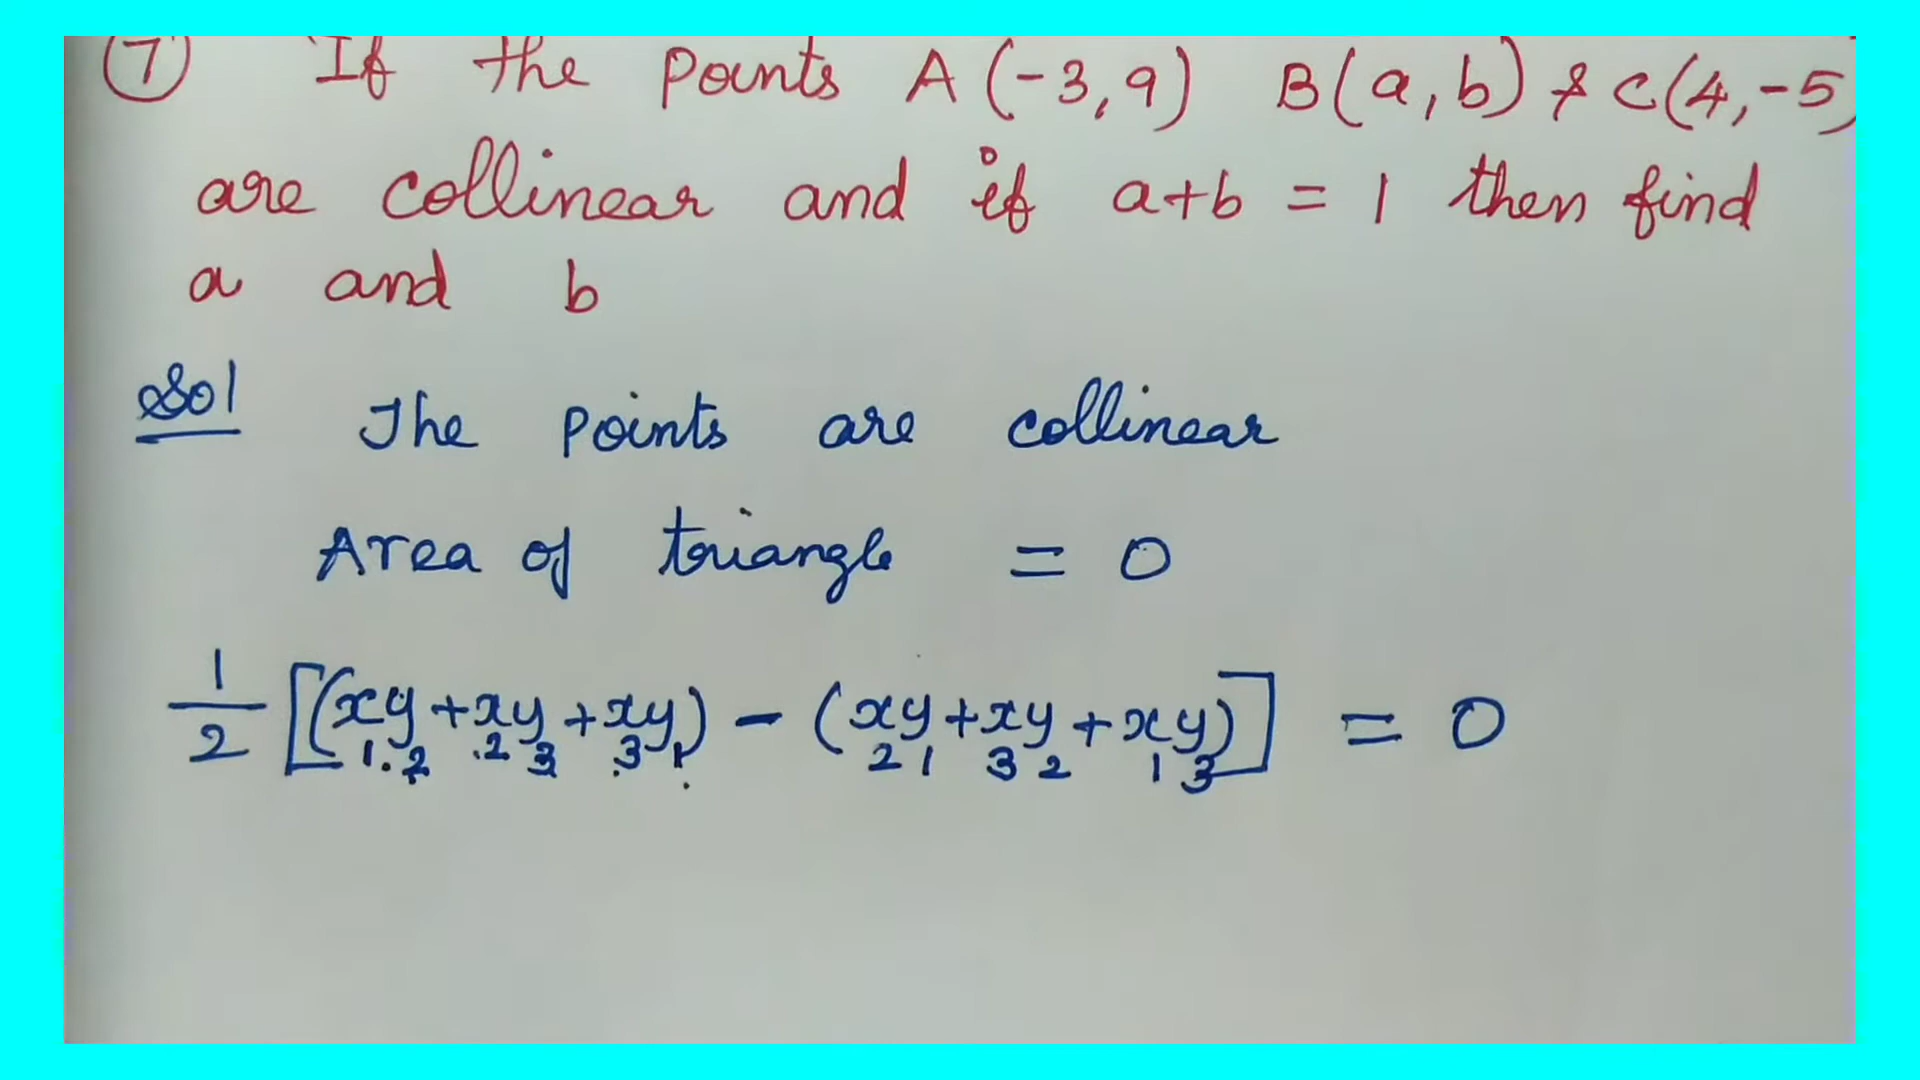 7 If the points A(-3,9) B(a,b) & C(4,-5)
are collinear and if a+b = 1 then find
a and b
Sol The points are collinear
Area of triangle = 0
1/2 [(x₁y₂+x₂y₃+x₃y₁) - (x₂y₁+x₃y₂+x₁y₃)] = 0